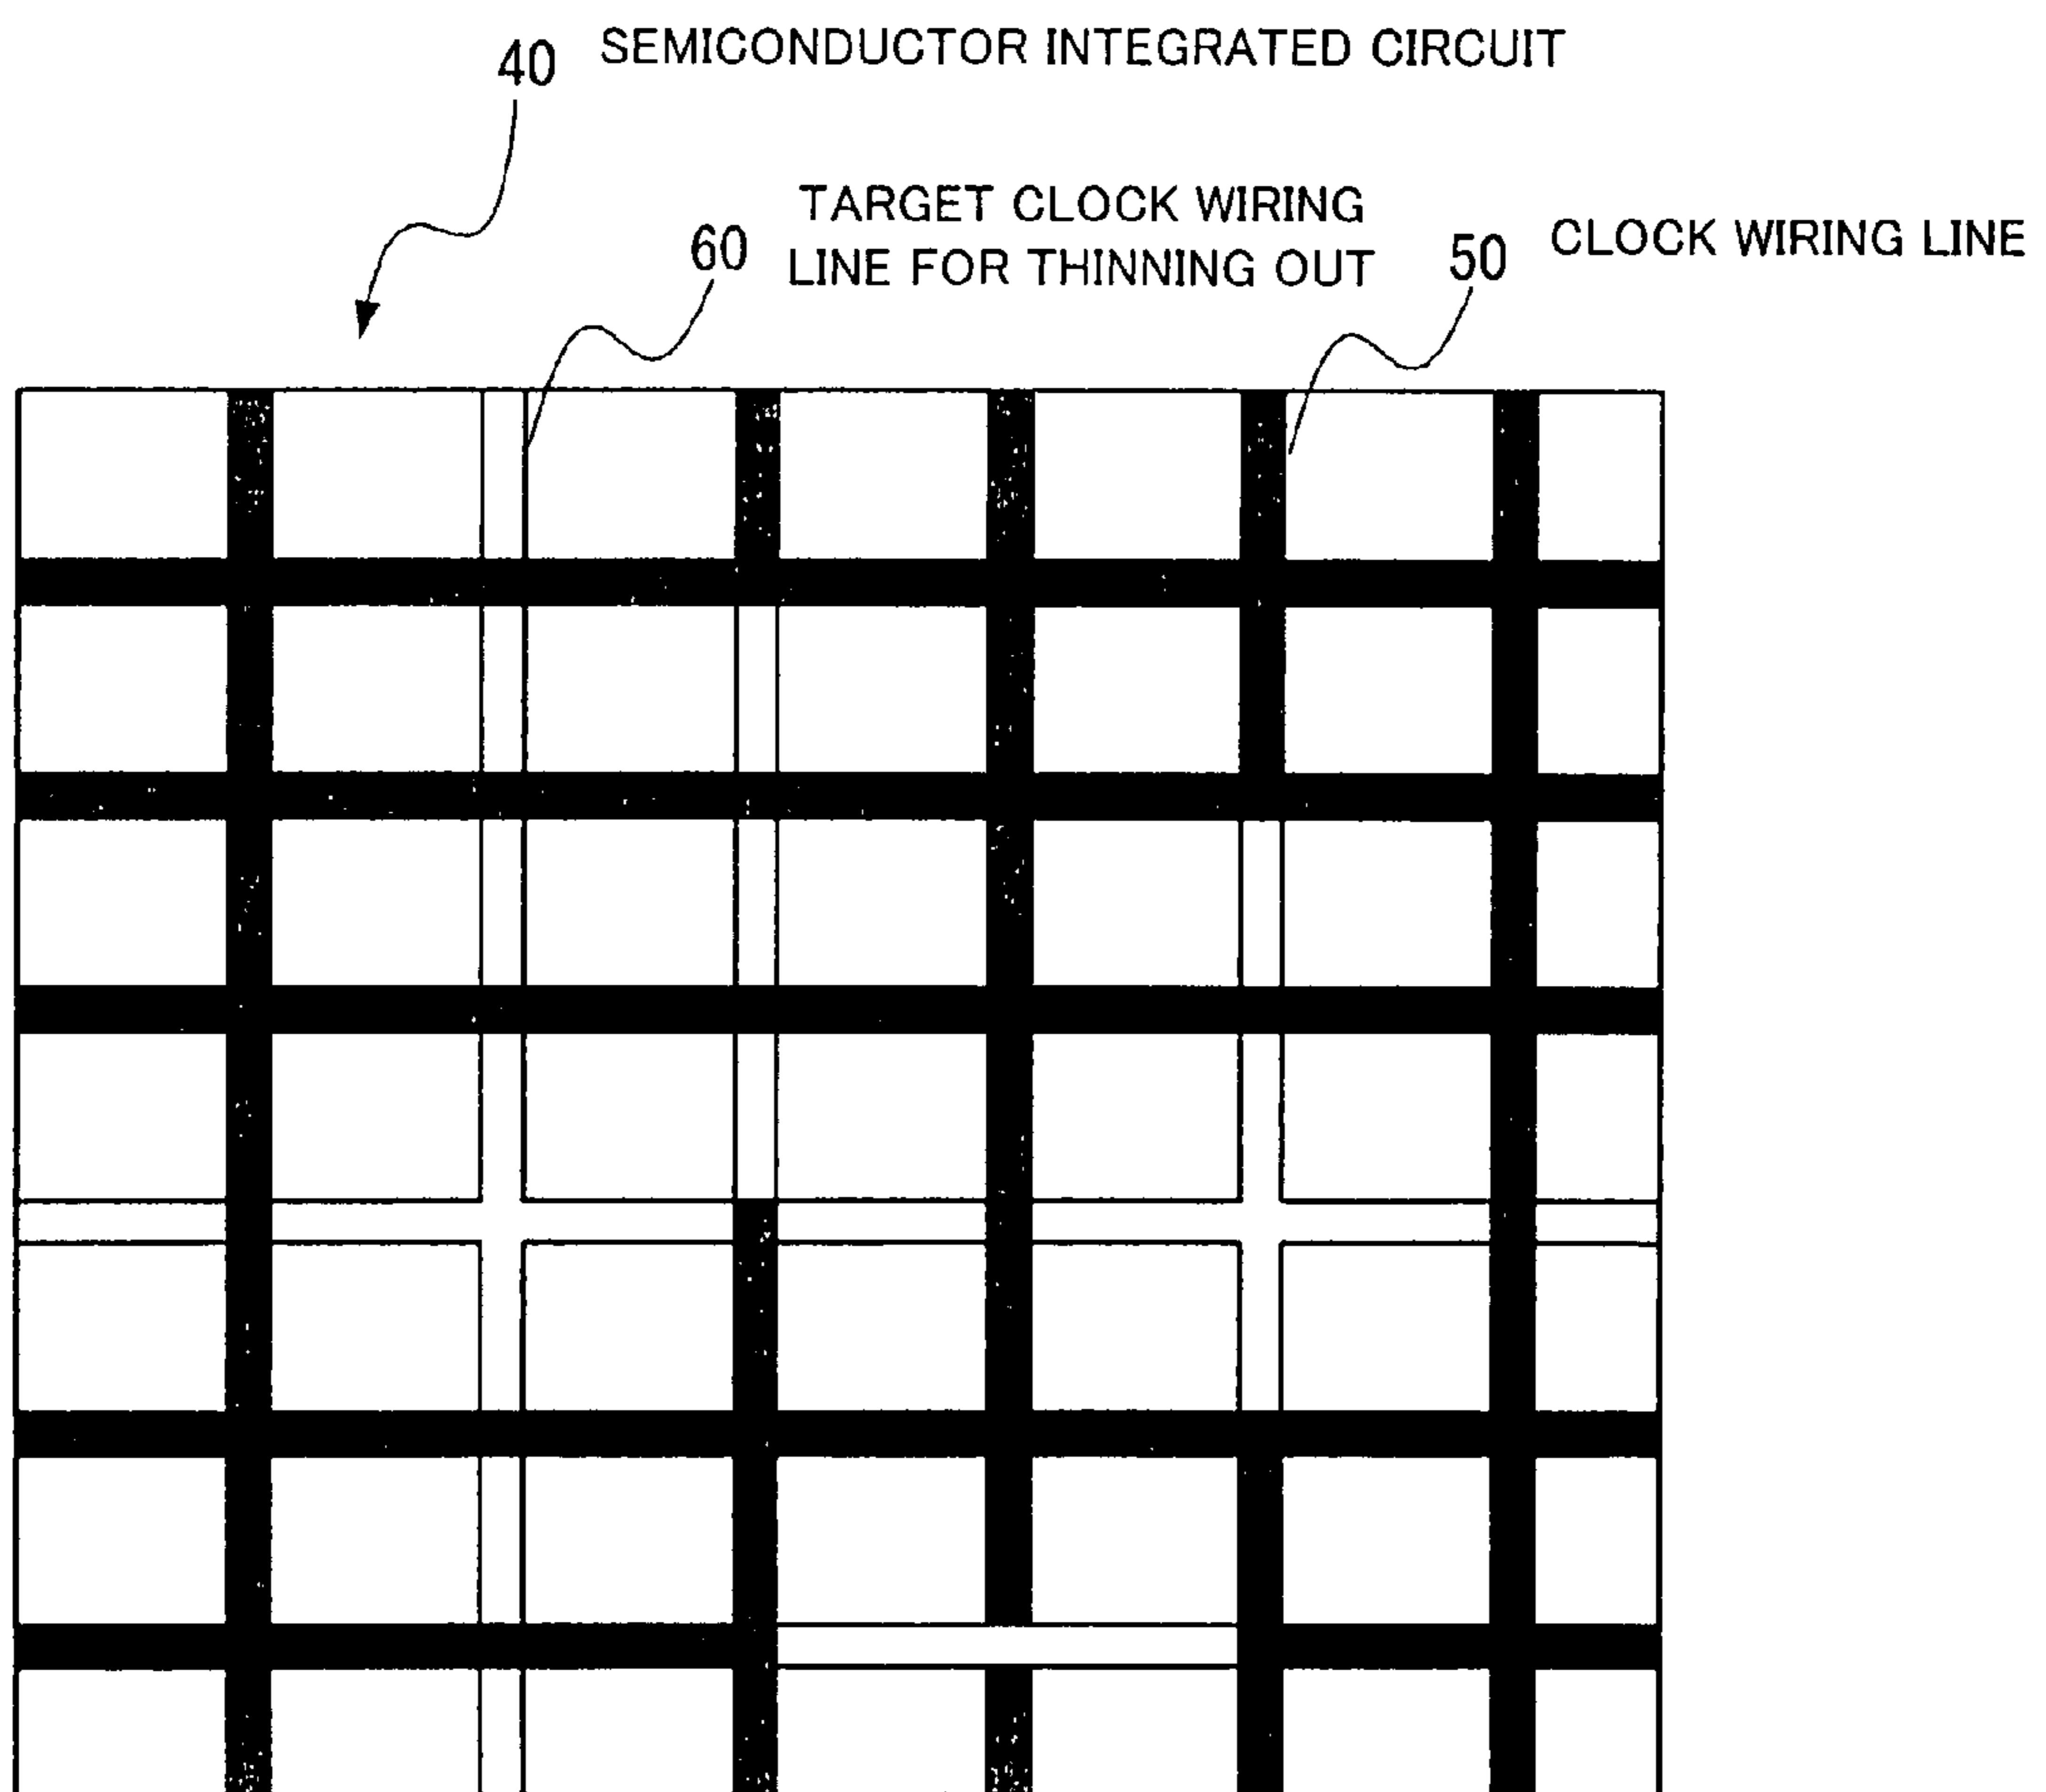 40 SEMICONDUCTOR INTEGRATED CIRCUIT
60 TARGET CLOCK WIRING
LINE FOR THINNING OUT
50 CLOCK WIRING LINE